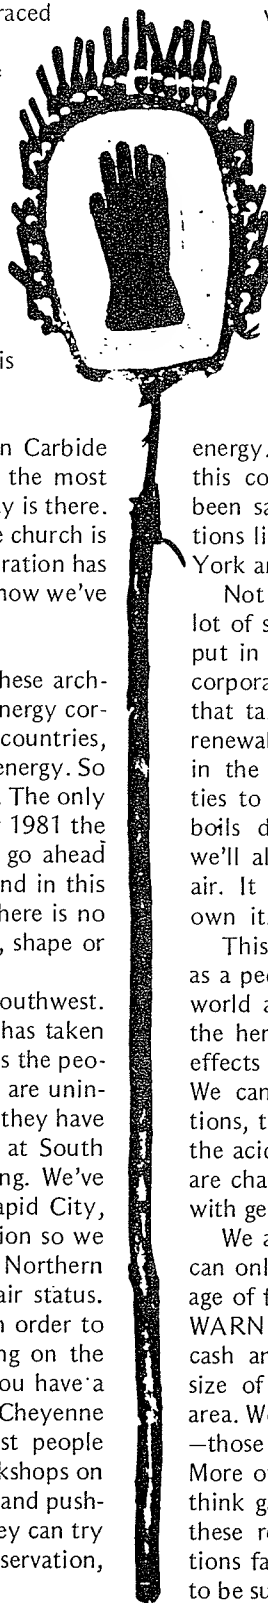 raced
is
n Carbide
the most
y is there.
e church is
ration has
now we've
hese arch-
nergy cor-
countries,
energy. So
. The only
1981 the
go ahead
nd in this
here is no
, shape or
outhwest.
has taken
s the peo-
are unin-
they have
at South
ng. We've
apid City,
ion so we
Northern
air status.
n order to
ng on the
ou have a
Cheyenne
st people
kshops on
and push-
ey can try
servation,
energy.
this co
been sa
tions li
York ar
Not
lot of s
put in
corpora
that ta
renewal
in the
ties to
boils d
we'll al
air. It
own it.
This
as a pec
world a
the her
effects
We can
tions, t
the acid
are cha
with ge
We a
can onl
age of f
WARN
cash ar
size of
area. We
—those
More o
think ga
these re
tions fa
to be su